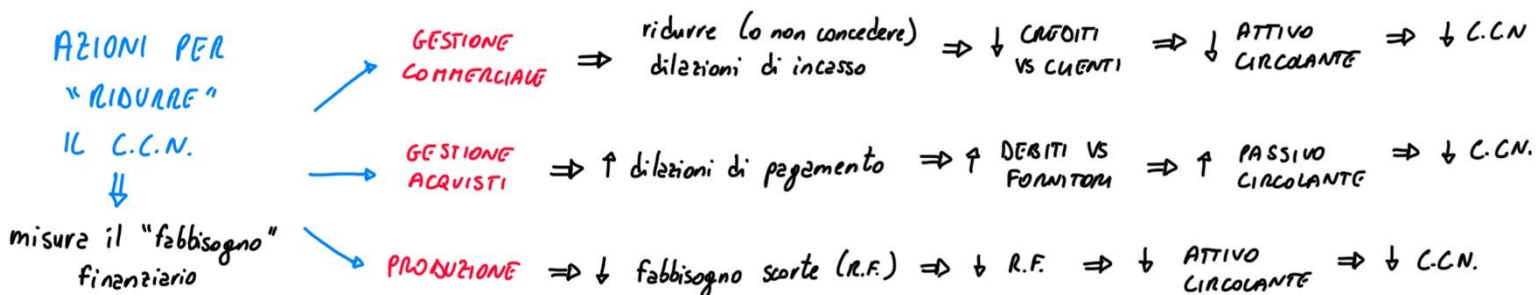 AZIONI PER
"RIDURRE"
IL C.C.N.
⇓
misura il "fabbisogno"
finanziario
GESTIONE
COMMERCIALE ⇒ ridurre (o non concedere)
dilazioni di incasso ⇒ ↓ CREDITI
VS CLIENTI ⇒ ↓ ATTIVO
CIRCOLANTE ⇒ ↓ C.C.N
GESTIONE
ACQUISTI ⇒ ↑ dilazioni di pagamento ⇒ ↑ DEBITI VS
FORNITORI ⇒ ↑ PASSIVO
CIRCOLANTE ⇒ ↓ C.C.N.
PRODUZIONE ⇒ ↓ fabbisogno scorte (R.F.) ⇒ ↓ R.F. ⇒ ↓ ATTIVO
CIRCOLANTE ⇒ ↓ C.C.N.